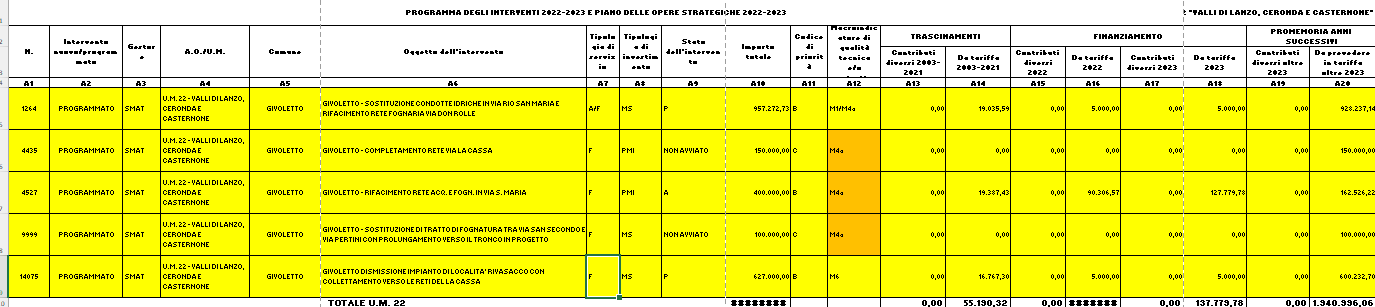 PROGRAMMA DEGLI INTERVENTI 2022-2023 E PIANO DELLE OPERE STRATEGICHE 2022-2023 "VALLI DI LANZO, CERONDA E CASTERNONE"
TRASCINAMENTI FINANZIAMENTO PROMEMORIA ANNI SUCCESSIVI
N. Intervento nuovo/programmato Gestore A.O./U.M. Comune Oggetto dell'intervento Tipologia di servizio Tipologia di investimento Stato dell'intervento Importo totale Codice di priorità Macroindicatore di qualità tecnica Contributi diversi 2003-2021 Da tariffa 2003-2021 Contributi diversi 2022 Da tariffa 2022 Contributi diversi 2023 Da tariffa 2023 Contributi diversi oltre 2023 Da prevedere in tariffa oltre 2023
A1 A2 A3 A4 A5 A6 A7 A8 A9 A10 A11 A12 A13 A14 A15 A16 A17 A18 A19 A20
1264 PROGRAMMATO SMAT U.M. 22 - VALLI DI LANZO, CERONDA E CASTERNONE GIVOLETTO GIVOLETTO - SOSTITUZIONE CONDOTTE IDRICHE IN VIA RIO SAN MARIA E RIFACIMENTO RETE FOGNARIA VIA DON ROLLE A/F MS P 957.272,73 B M1/M4a 0,00 19.035,59 0,00 5.000,00 0,00 5.000,00 0,00 928.237,14
4435 PROGRAMMATO SMAT U.M. 22 - VALLI DI LANZO, CERONDA E CASTERNONE GIVOLETTO GIVOLETTO - COMPLETAMENTO RETE VIA LA CASSA F PMI NON AVVIATO 150.000,00 C M4a 0,00 0,00 0,00 0,00 0,00 0,00 0,00 150.000,00
4527 PROGRAMMATO SMAT U.M. 22 - VALLI DI LANZO, CERONDA E CASTERNONE GIVOLETTO GIVOLETTO - RIFACIMENTO RETE ACQ. E FOGN. IN VIA S. MARIA F PMI A 400.000,00 B M4a 0,00 19.387,43 0,00 90.306,57 0,00 127.779,78 0,00 162.526,22
9999 PROGRAMMATO SMAT U.M. 22 - VALLI DI LANZO, CERONDA E CASTERNONE GIVOLETTO GIVOLETTO - SOSTITUZIONE DI TRATTO DI FOGNATURA TRA VIA SAN SECONDO E VIA PERTINI CON PROLUNGAMENTO VERSO IL TRONCO IN PROGETTO F MS NON AVVIATO 100.000,00 C M4a 0,00 0,00 0,00 0,00 0,00 0,00 0,00 100.000,00
14075 PROGRAMMATO SMAT U.M. 22 - VALLI DI LANZO, CERONDA E CASTERNONE GIVOLETTO GIVOLETTO DISMISSIONE IMPIANTO DI LOCALITA' RIVASACCO CON COLLETTAMENTO VERSO LE RETI DELLA CASSA F MS P 627.000,00 B M6 0,00 16.767,30 0,00 5.000,00 0,00 5.000,00 0,00 600.232,70
TOTALE U.M. 22 ######## 0,00 55.190,32 0,00 ####### 0,00 137.779,78 0,00 1.940.996,06